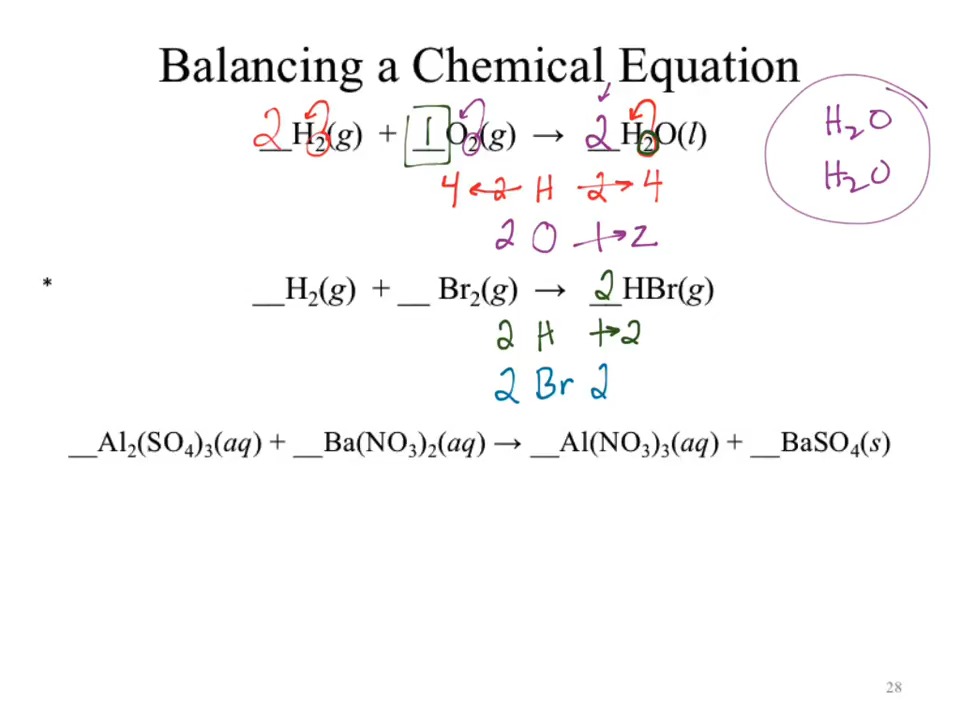 Balancing a Chemical Equation
2 H₂(g) + 1 O₂(g) → 2 H₂O(l)
H₂O
H₂O
4 ← 2 H 2 → 4
2 O 1 → 2
* __H₂(g) + __ Br₂(g) → 2 HBr(g)
2 H 1 → 2
2 Br 2
__Al₂(SO₄)₃(aq) + __Ba(NO₃)₂(aq) → __Al(NO₃)₃(aq) + __BaSO₄(s)
28